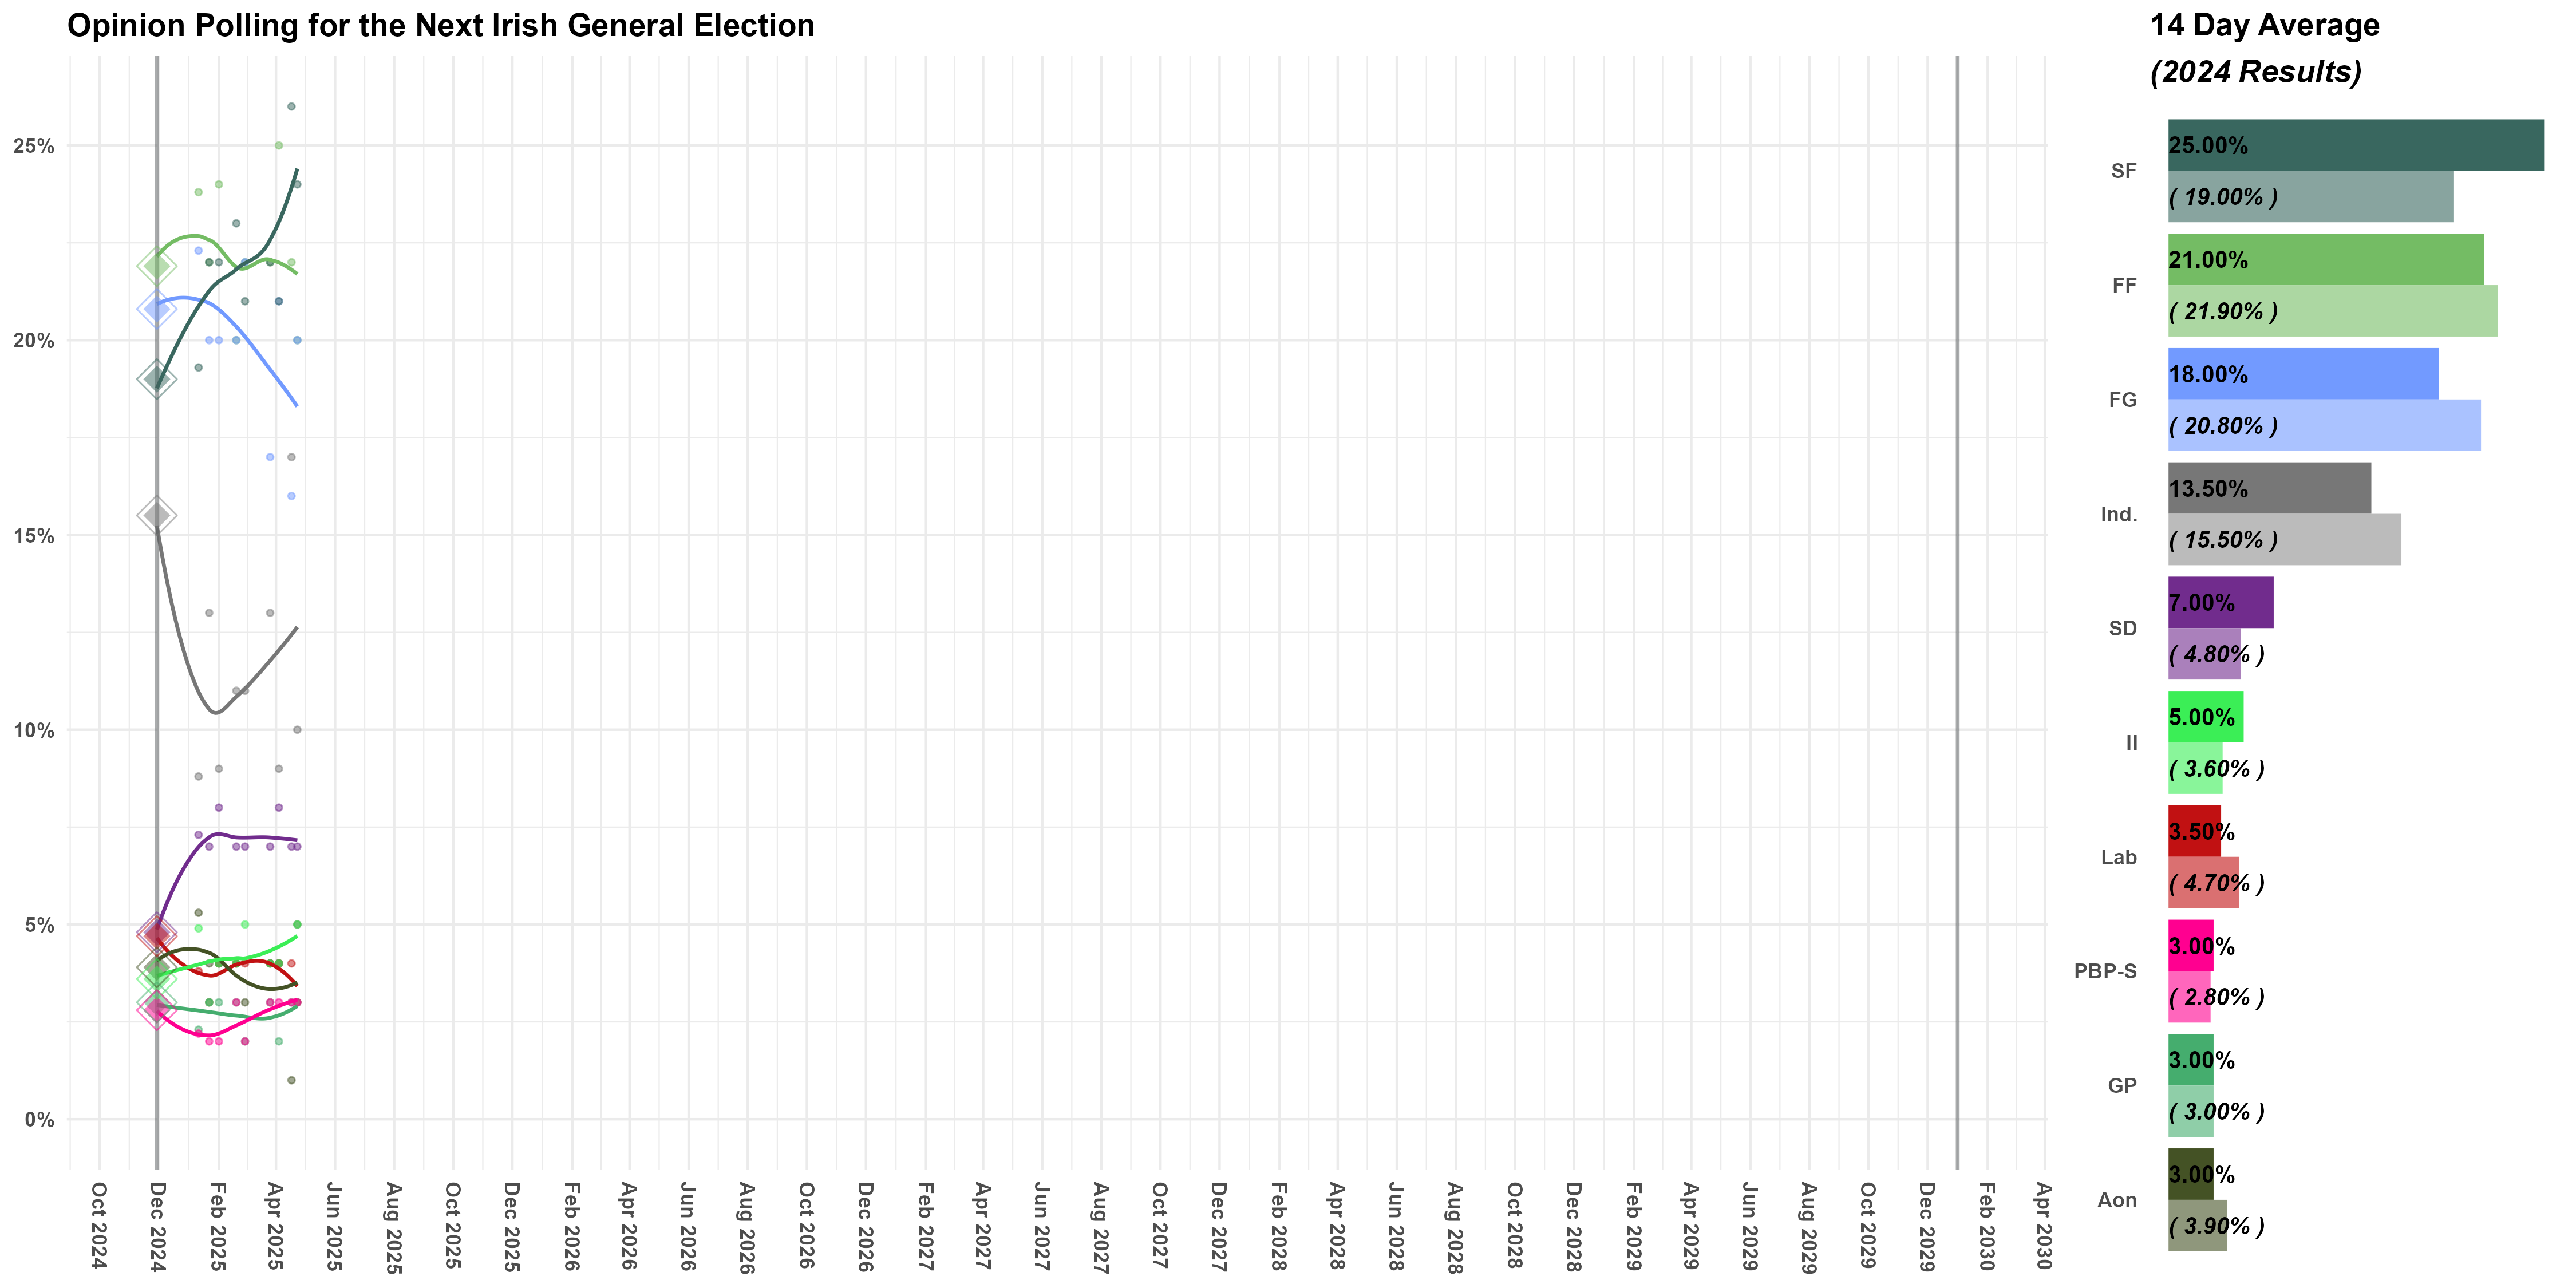 Opinion Polling for the Next Irish General Election
25%
20%
15%
10%
5%
0%
Oct 2024
Dec 2024
Feb 2025
Apr 2025
Jun 2025
Aug 2025
Oct 2025
Dec 2025
Feb 2026
Apr 2026
Jun 2026
Aug 2026
Oct 2026
Dec 2026
Feb 2027
Apr 2027
Jun 2027
Aug 2027
Oct 2027
Dec 2027
Feb 2028
Apr 2028
Jun 2028
Aug 2028
Oct 2028
Dec 2028
Feb 2029
Apr 2029
Jun 2029
Aug 2029
Oct 2029
Dec 2029
Feb 2030
Apr 2030
14 Day Average
(2024 Results)
SF
25.00%
( 19.00% )
FF
21.00%
( 21.90% )
FG
18.00%
( 20.80% )
Ind.
13.50%
( 15.50% )
SD
7.00%
( 4.80% )
II
5.00%
( 3.60% )
Lab
3.50%
( 4.70% )
PBP-S
3.00%
( 2.80% )
GP
3.00%
( 3.00% )
Aon
3.00%
( 3.90% )